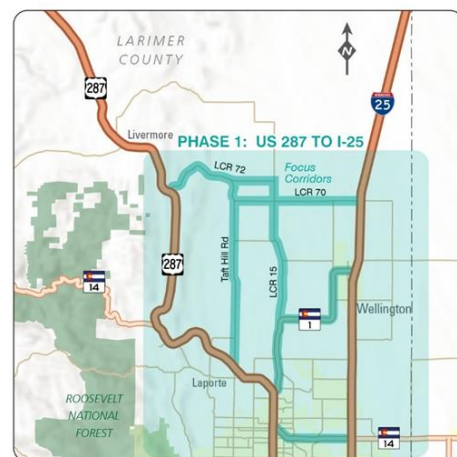 LARIMER
COUNTY
N
287
25
Livermore
PHASE 1: US 287 TO I-25
LCR 72
Focus
Corridors
LCR 70
Taft Hill Rd
LCR 15
287
14
1
Wellington
Laporte
ROOSEVELT
NATIONAL
FOREST
14